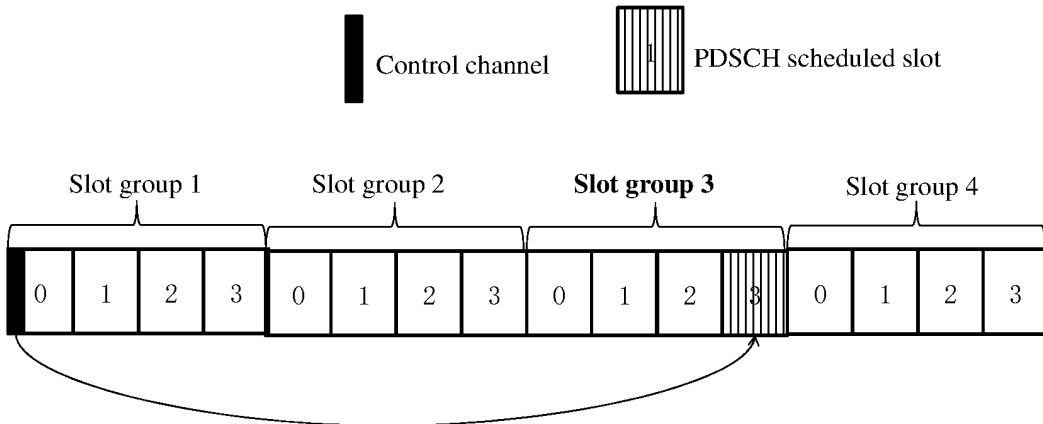 Control channel
1 PDSCH scheduled slot
Slot group 1 Slot group 2 Slot group 3 Slot group 4
0 1 2 3 0 1 2 3 0 1 2 3 0 1 2 3